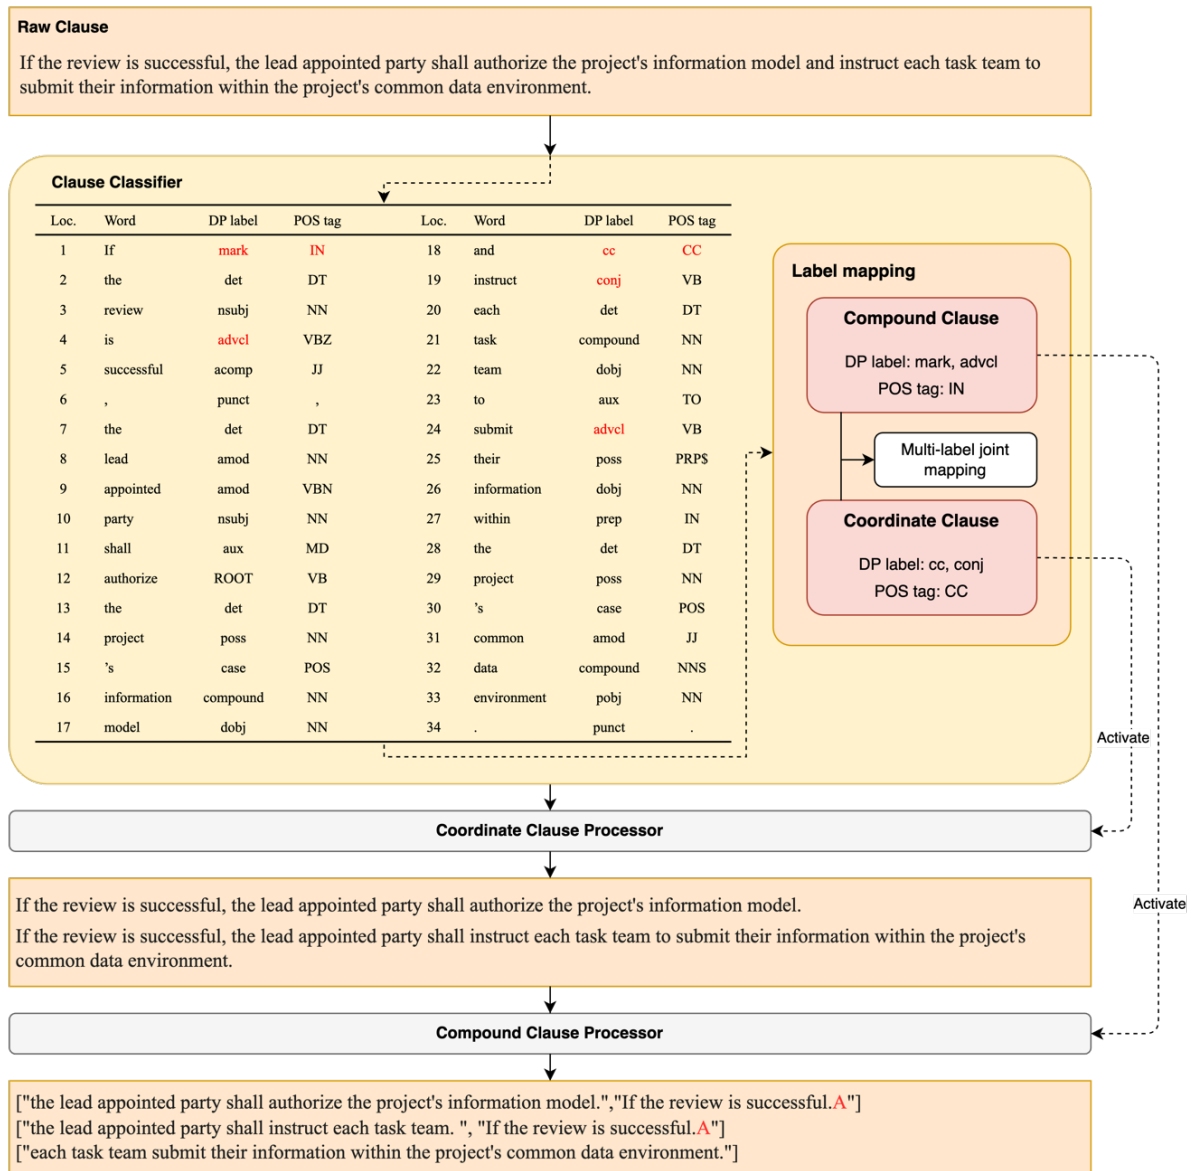 Raw Clause
If the review is successful, the lead appointed party shall authorize the project's information model and instruct each task team to
submit their information within the project's common data environment.
Clause Classifier
Loc. Word DP label POS tag Loc. Word DP label POS tag
1 If mark IN 18 and cc CC
2 the det DT 19 instruct conj VB
3 review nsubj NN 20 each det DT
4 is advcl VBZ 21 task compound NN
5 successful acomp JJ 22 team dobj NN
6 , punct , 23 to aux TO
7 the det DT 24 submit advcl VB
8 lead amod NN 25 their poss PRP$
9 appointed amod VBN 26 information dobj NN
10 party nsubj NN 27 within prep IN
11 shall aux MD 28 the det DT
12 authorize ROOT VB 29 project poss NN
13 the det DT 30 's case POS
14 project poss NN 31 common amod JJ
15 's case POS 32 data compound NNS
16 information compound NN 33 environment pobj NN
17 model dobj NN 34 . punct .
Label mapping
Compound Clause
DP label: mark, advcl
POS tag: IN
Multi-label joint
mapping
Coordinate Clause
DP label: cc, conj
POS tag: CC
Activate
Coordinate Clause Processor
If the review is successful, the lead appointed party shall authorize the project's information model.
If the review is successful, the lead appointed party shall instruct each task team to submit their information within the project's
common data environment.
Activate
Compound Clause Processor
["the lead appointed party shall authorize the project's information model.","If the review is successful.A"]
["the lead appointed party shall instruct each task team. ", "If the review is successful.A"]
["each task team submit their information within the project's common data environment."]